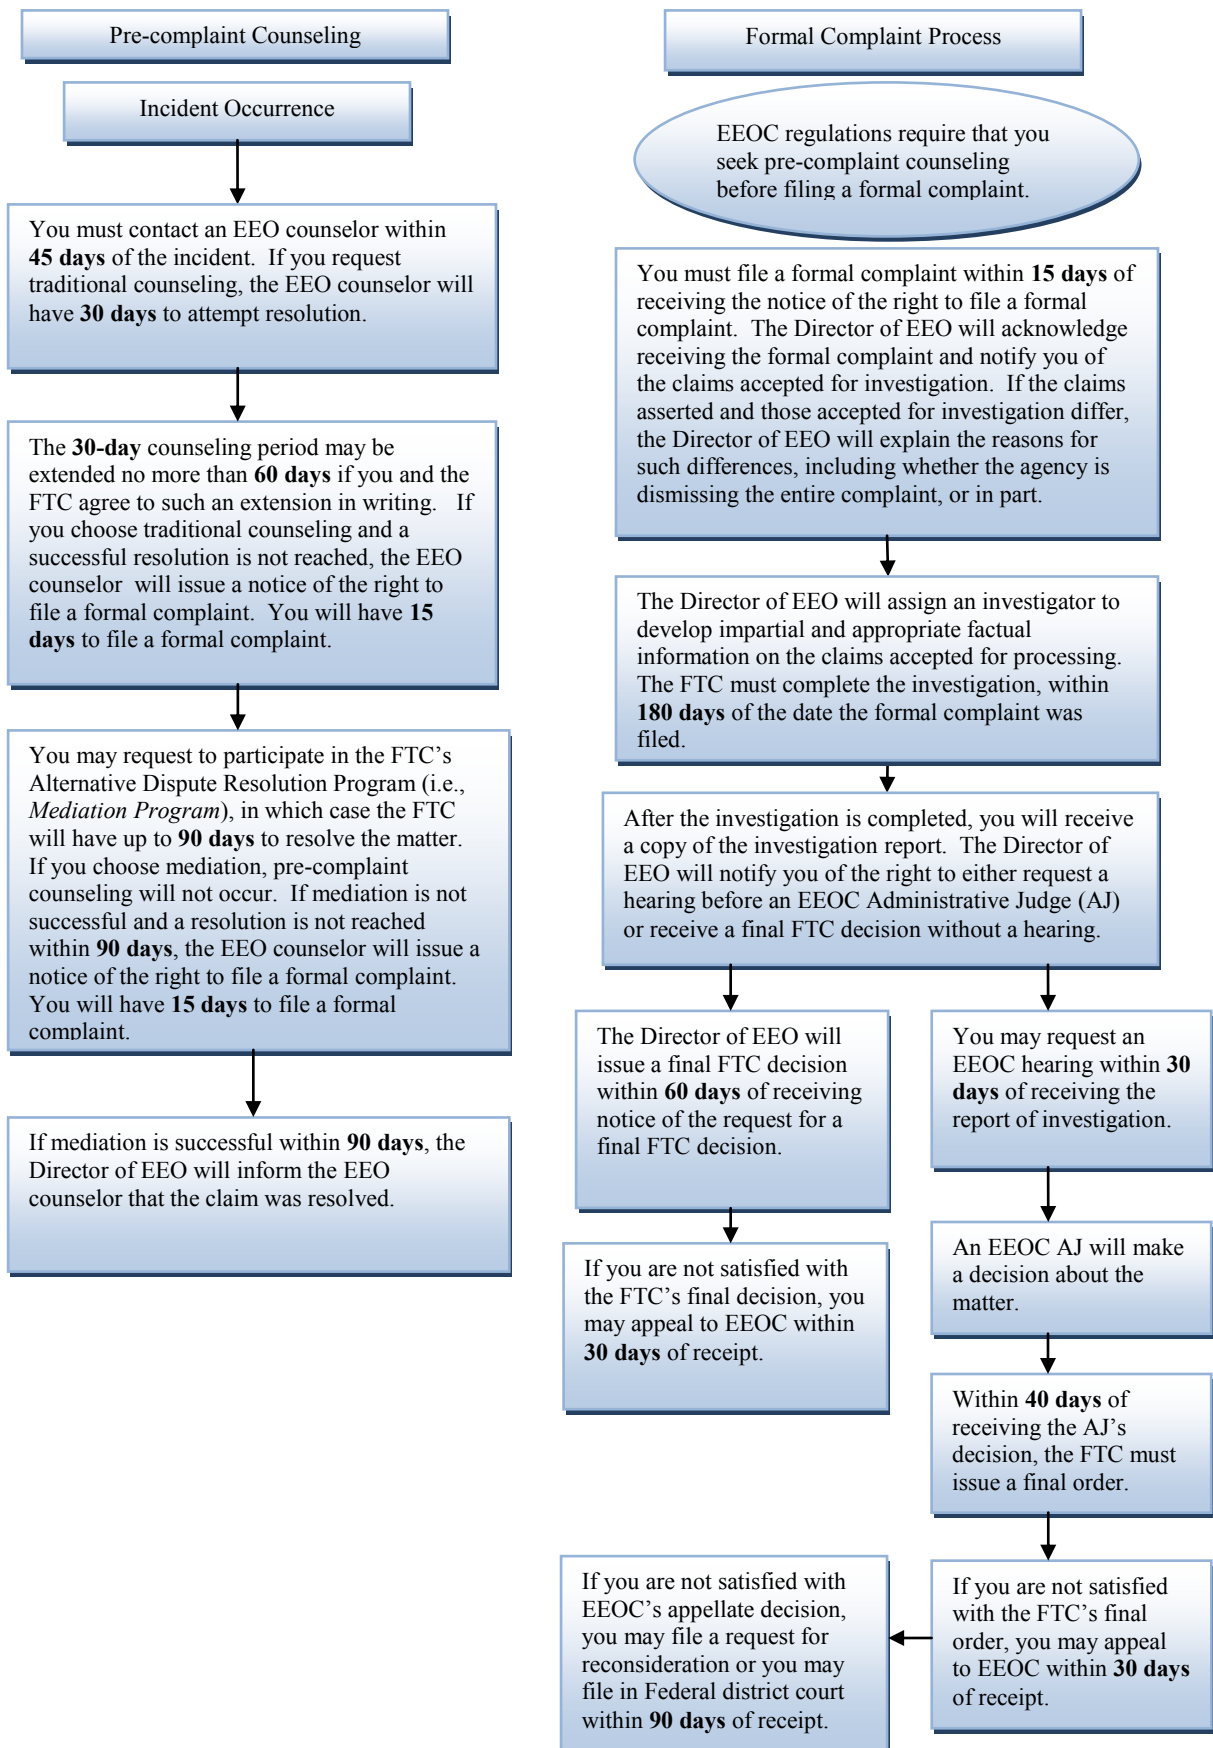 Pre-complaint Counseling
Incident Occurrence
You must contact an EEO counselor within
45 days of the incident.  If you request
traditional counseling, the EEO counselor will
have 30 days to attempt resolution.
The 30-day counseling period may be
extended no more than 60 days if you and the
FTC agree to such an extension in writing.   If
you choose traditional counseling and a
successful resolution is not reached, the EEO
counselor  will issue a notice of the right to
file a formal complaint.  You will have 15
days to file a formal complaint.
You may request to participate in the FTC’s
Alternative Dispute Resolution Program (i.e.,
Mediation Program), in which case the FTC
will have up to 90 days to resolve the matter.
If you choose mediation, pre-complaint
counseling will not occur.  If mediation is not
successful and a resolution is not reached
within 90 days, the EEO counselor will issue a
notice of the right to file a formal complaint.
You will have 15 days to file a formal
complaint.
If mediation is successful within 90 days, the
Director of EEO will inform the EEO
counselor that the claim was resolved.
Formal Complaint Process
EEOC regulations require that you
seek pre-complaint counseling
before filing a formal complaint.
You must file a formal complaint within 15 days of
receiving the notice of the right to file a formal
complaint.  The Director of EEO will acknowledge
receiving the formal complaint and notify you of
the claims accepted for investigation.  If the claims
asserted and those accepted for investigation differ,
the Director of EEO will explain the reasons for
such differences, including whether the agency is
dismissing the entire complaint, or in part.
The Director of EEO will assign an investigator to
develop impartial and appropriate factual
information on the claims accepted for processing.
The FTC must complete the investigation, within
180 days of the date the formal complaint was
filed.
After the investigation is completed, you will receive
a copy of the investigation report.  The Director of
EEO will notify you of the right to either request a
hearing before an EEOC Administrative Judge (AJ)
or receive a final FTC decision without a hearing.
The Director of EEO will
issue a final FTC decision
within 60 days of receiving
notice of the request for a
final FTC decision.
If you are not satisfied with
the FTC’s final decision, you
may appeal to EEOC within
30 days of receipt.
You may request an
EEOC hearing within 30
days of receiving the
report of investigation.
An EEOC AJ will make
a decision about the
matter.
Within 40 days of
receiving the AJ’s
decision, the FTC must
issue a final order.
If you are not satisfied
with the FTC’s final
order, you may appeal
to EEOC within 30 days
of receipt.
If you are not satisfied with
EEOC’s appellate decision,
you may file a request for
reconsideration or you may
file in Federal district court
within 90 days of receipt.